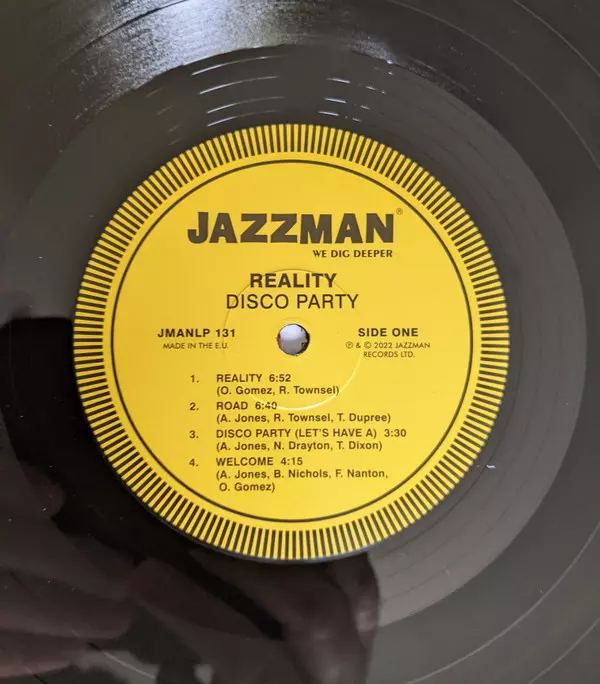 JAZZMAN®
WE DIG DEEPER
REALITY
DISCO PARTY
JMANLP 131
MADE IN THE E.U.
SIDE ONE
℗ & © 2022 JAZZMAN
RECORDS LTD.
1. REALITY 6:52
(O. Gomez, R. Townsel)
2. ROAD 6:40
(A. Jones, R. Townsel, T. Dupree)
3. DISCO PARTY (LET'S HAVE A) 3:30
(A. Jones, N. Drayton, T. Dixon)
4. WELCOME 4:15
(A. Jones, B. Nichols, F. Nanton,
O. Gomez)